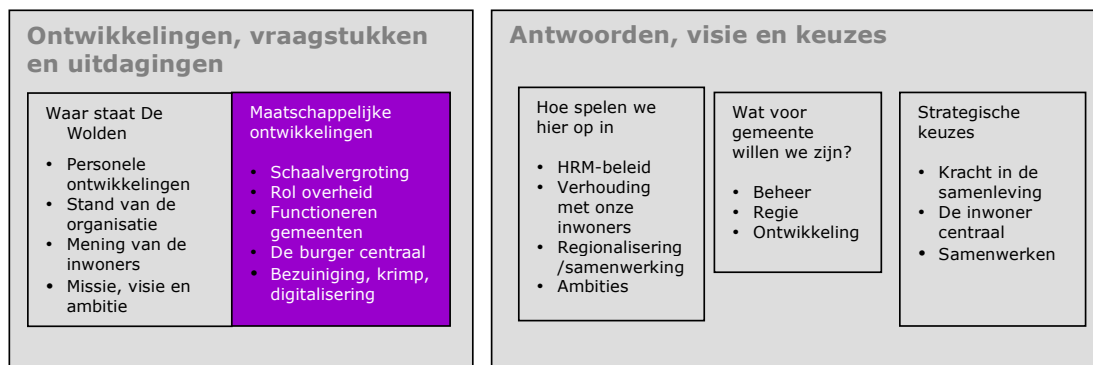 Ontwikkelingen, vraagstukken
en uitdagingen
Waar staat De
Wolden
• Personele
ontwikkelingen
• Stand van de
organisatie
• Mening van de
inwoners
• Missie, visie en
ambitie
Maatschappelijke
ontwikkelingen
• Schaalvergroting
• Rol overheid
• Functioneren
gemeenten
• De burger centraal
• Bezuiniging, krimp,
digitalisering
Antwoorden, visie en keuzes
Hoe spelen we
hier op in
• HRM-beleid
• Verhouding
met onze
inwoners
• Regionalisering
/samenwerking
• Ambities
Wat voor
gemeente
willen we zijn?
• Beheer
• Regie
• Ontwikkeling
Strategische
keuzes
• Kracht in de
samenleving
• De inwoner
centraal
• Samenwerken